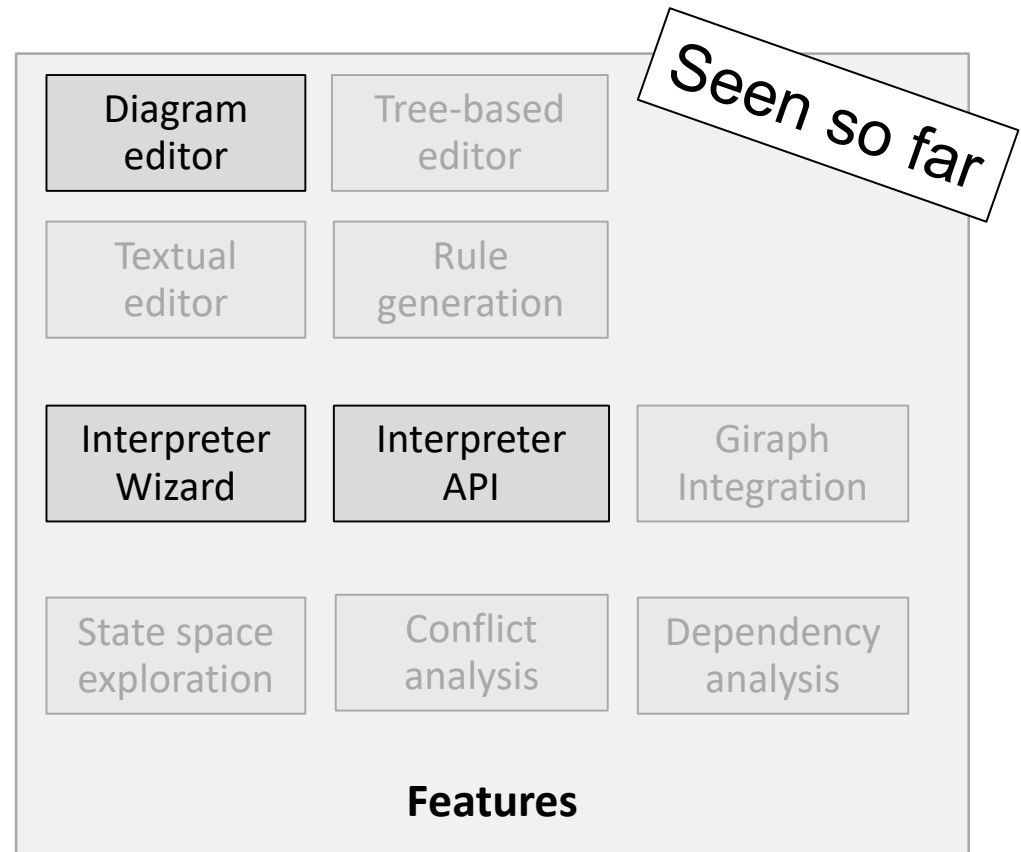 Seen so far
Diagram
editor
Tree-based
editor
Textual
editor
Rule
generation
Interpreter
Wizard
Interpreter
API
Giraph
Integration
State space
exploration
Conflict
analysis
Dependency
analysis
Features